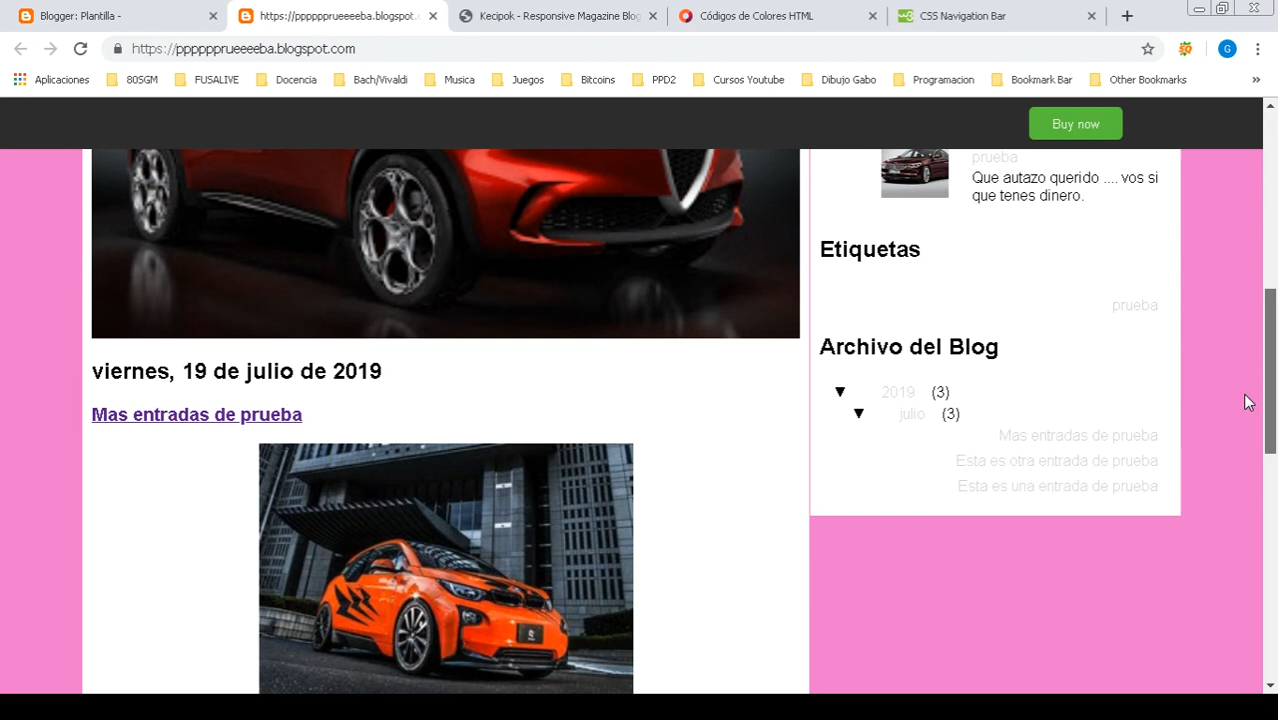 Blogger: Plantilla -
https://ppppppprueeeeba.blogspot.
Kecipok - Responsive Magazine Blog
Códigos de Colores HTML
CSS Navigation Bar
https://ppppppprueeeeba.blogspot.com
G
Aplicaciones
80SGM
FUSALIVE
Docencia
Bach/Vivaldi
Musica
Juegos
Bitcoins
PPD2
Cursos Youtube
Dibujo Gabo
Programacion
Bookmark Bar
Other Bookmarks
Buy now
prueba
Que autazo querido .... vos si
que tenes dinero.
Etiquetas
prueba
Archivo del Blog
▼ 2019 (3)
▼ julio (3)
Mas entradas de prueba
Esta es otra entrada de prueba
Esta es una entrada de prueba
viernes, 19 de julio de 2019
Mas entradas de prueba